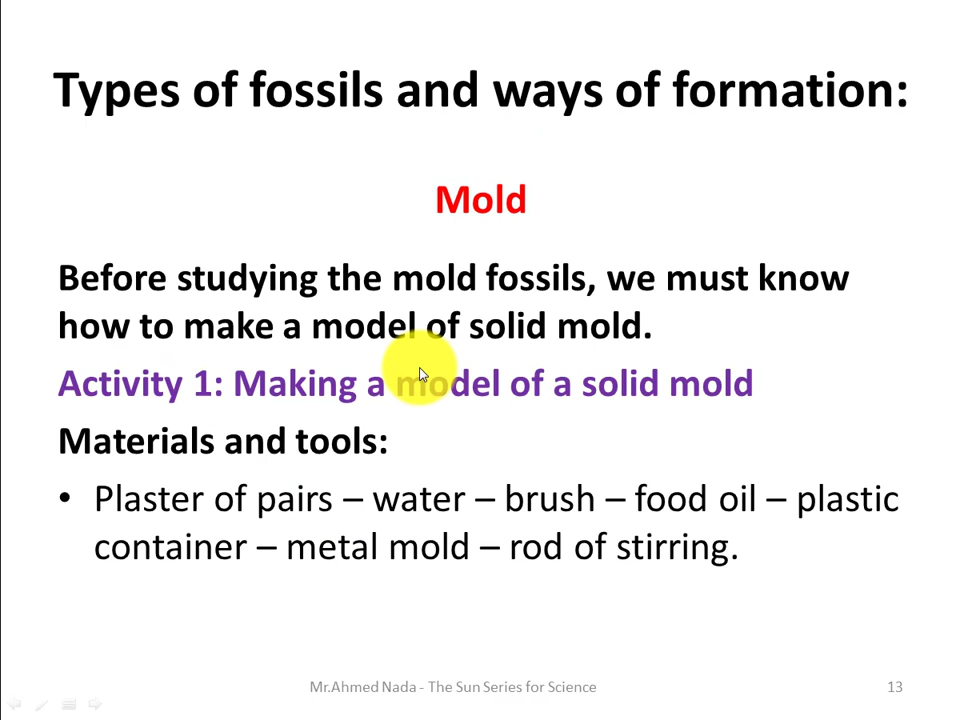 Types of fossils and ways of formation:
Mold
Before studying the mold fossils, we must know
how to make a model of solid mold.
Activity 1: Making a model of a solid mold
Materials and tools:
• Plaster of pairs – water – brush – food oil – plastic
container – metal mold – rod of stirring.
Mr.Ahmed Nada - The Sun Series for Science
13